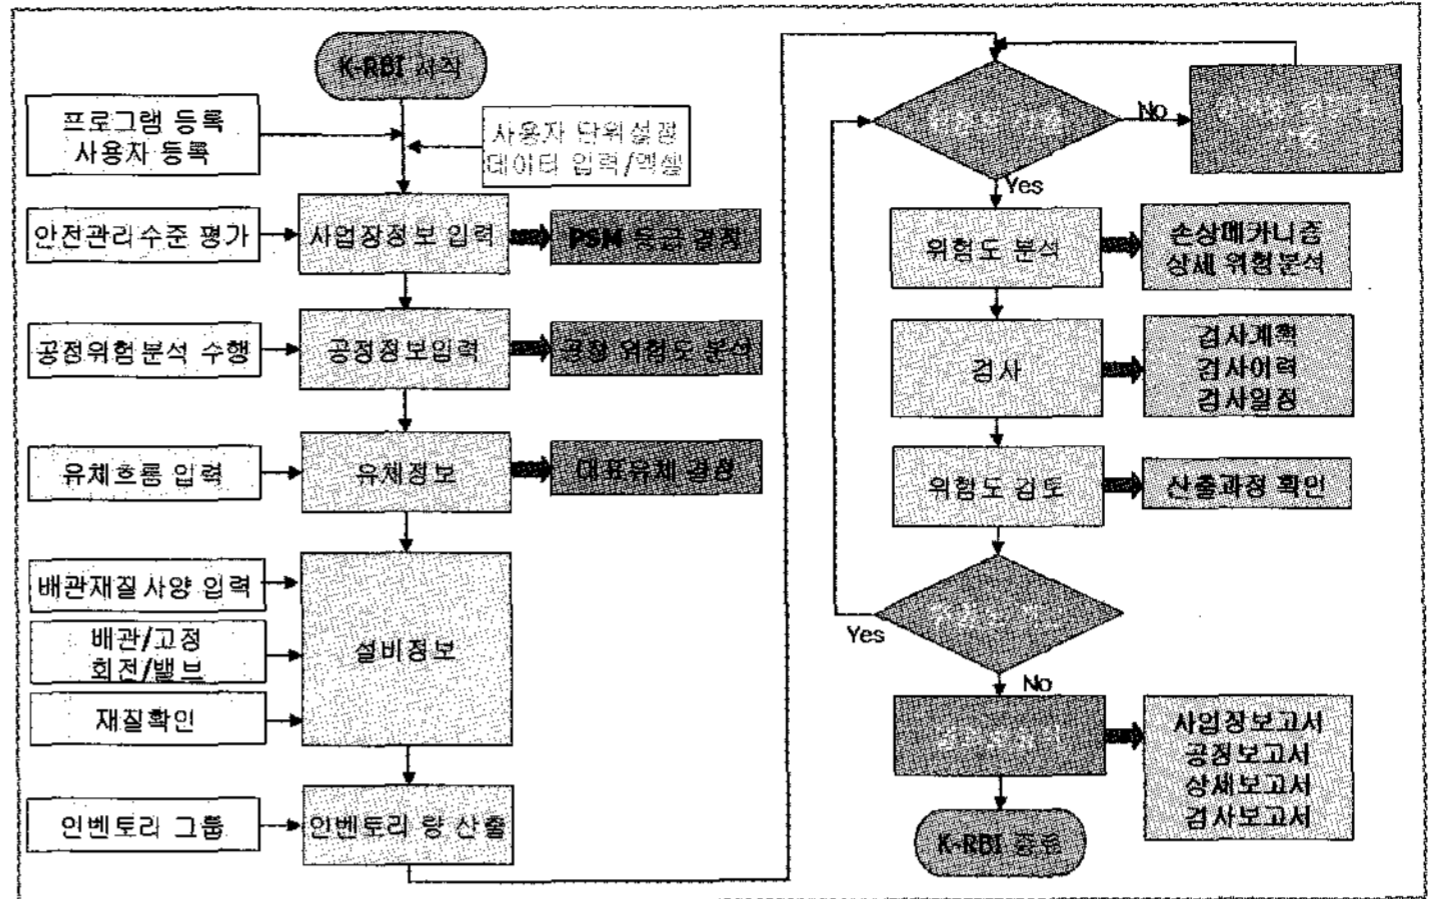 K-RBI 시작
프로그램 등록
사용자 등록
사용자 단위설정
데이터 입력/엑셀
안전관리수준 평가
사업장정보 입력
PSM 등급 결정
공정위험분석 수행
공정정보입력
공정 위험도 분석
유체흐름 입력
유체정보
대표유체 결정
배관재질 사양 입력
배관/고정
회전/밸브
재질확인
설비정보
인벤토리 그룹
인벤토리 량 산출
No
Yes
위험도 분석
손상메카니즘
상세 위험분석
검사
검사계획
검사이력
검사일정
위험도 검토
산출과정 확인
Yes
No
사업장보고서
공정보고서
상세보고서
검사보고서
K-RBI 종료